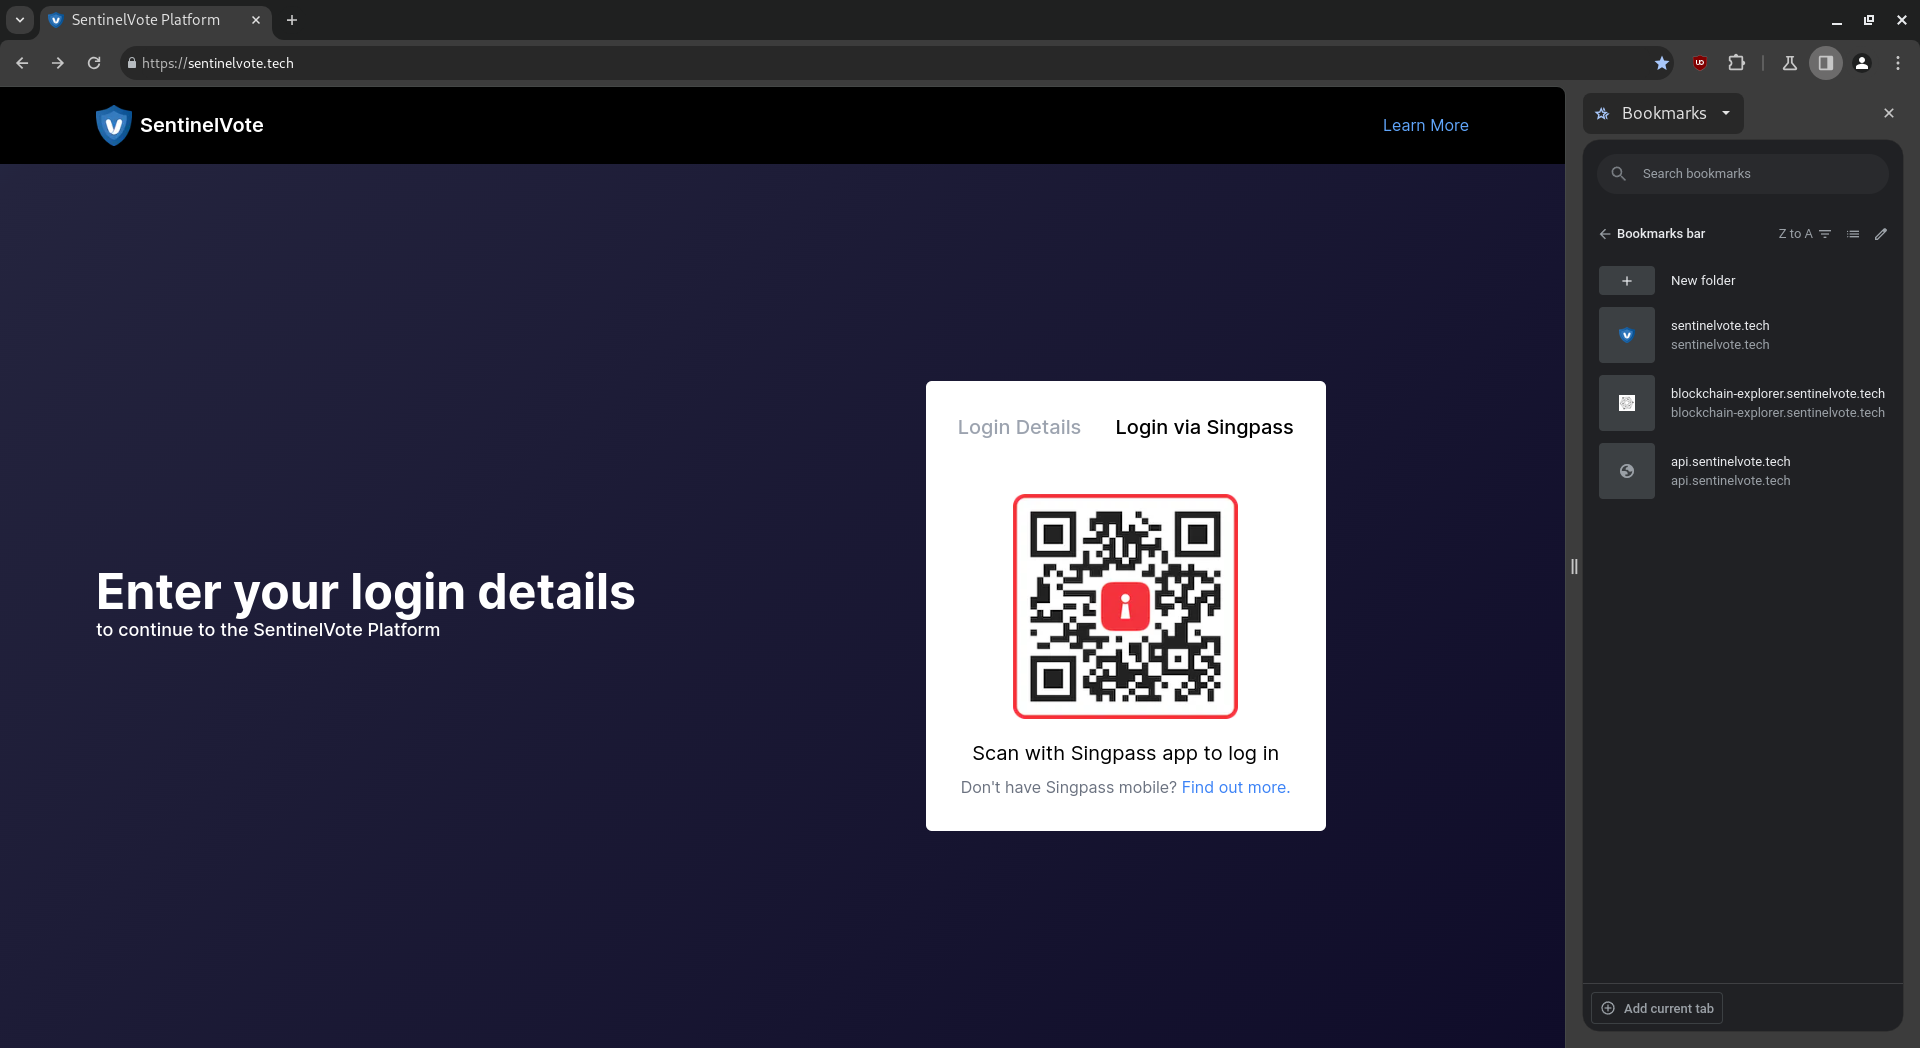 SentinelVote Platform
https://sentinelvote.tech
SentinelVote
Learn More
Enter your login details
to continue to the SentinelVote Platform
Login Details
Login via Singpass
Scan with Singpass app to log in
Don't have Singpass mobile? Find out more.
Bookmarks
Search bookmarks
Bookmarks bar
Z to A
New folder
sentinelvote.tech
sentinelvote.tech
blockchain-explorer.sentinelvote.tech
blockchain-explorer.sentinelvote.tech
api.sentinelvote.tech
api.sentinelvote.tech
Add current tab